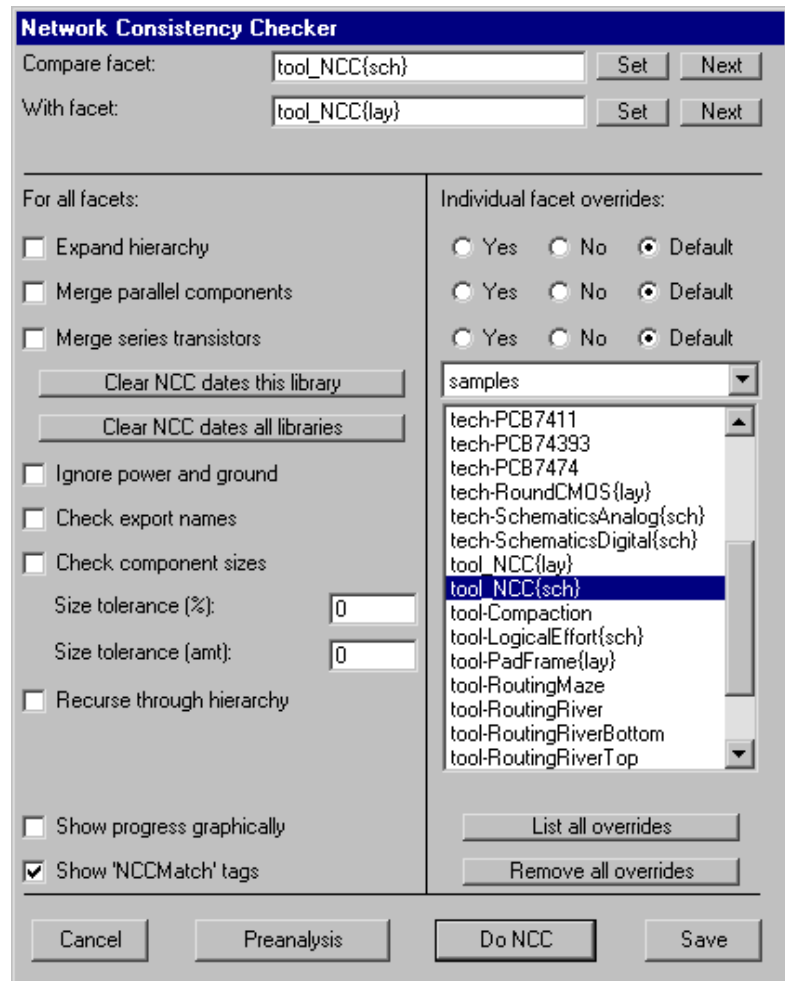 Network Consistency Checker
Compare facet: tool_NCC{sch} Set Next
With facet: tool_NCC{lay} Set Next
For all facets:
Expand hierarchy
Merge parallel components
Merge series transistors
Clear NCC dates this library
Clear NCC dates all libraries
Ignore power and ground
Check export names
Check component sizes
Size tolerance (%): 0
Size tolerance (amt): 0
Recurse through hierarchy
Show progress graphically
Show 'NCCMatch' tags
Individual facet overrides:
Yes No Default
Yes No Default
Yes No Default
samples
tech-PCB7411
tech-PCB74393
tech-PCB7474
tech-RoundCMOS{lay}
tech-SchematicsAnalog{sch}
tech-SchematicsDigital{sch}
tool_NCC{lay}
tool_NCC{sch}
tool-Compaction
tool-LogicalEffort{sch}
tool-PadFrame{lay}
tool-RoutingMaze
tool-RoutingRiver
tool-RoutingRiverBottom
tool-RoutingRiverTop
List all overrides
Remove all overrides
Cancel Preanalysis Do NCC Save